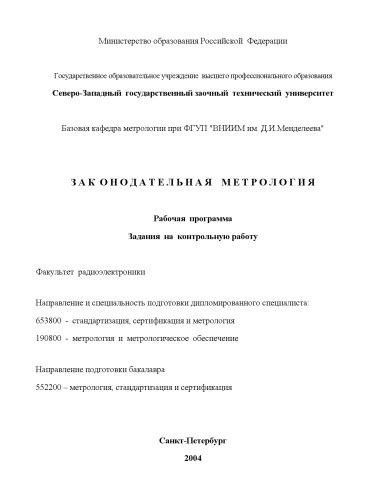 Министерство образования Российской Федерации
Государственное образовательное учреждение высшего профессионального образования
Северо-Западный государственный заочный технический университет
Базовая кафедра метрологии при ФГУП "ВНИИМ им. Д.И.Менделеева"
З А К О Н О Д А Т Е Л Ь Н А Я М Е Т Р О Л О Г И Я
Рабочая программа
Задания на контрольную работу
Факультет радиоэлектроники
Направление и специальность подготовки дипломированного специалиста:
653800 - стандартизация, сертификация и метрология
190800 - метрология и метрологическое обеспечение
Направление подготовки бакалавра
552200 – метрология, стандартизация и сертификация
Санкт-Петербург
2004